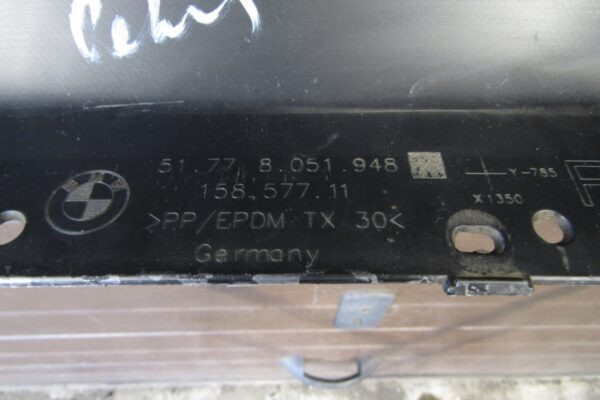 51.77 8.051.948
158.577.11
>PP/EPDM TX 30<
Germany
Y-785
X1350